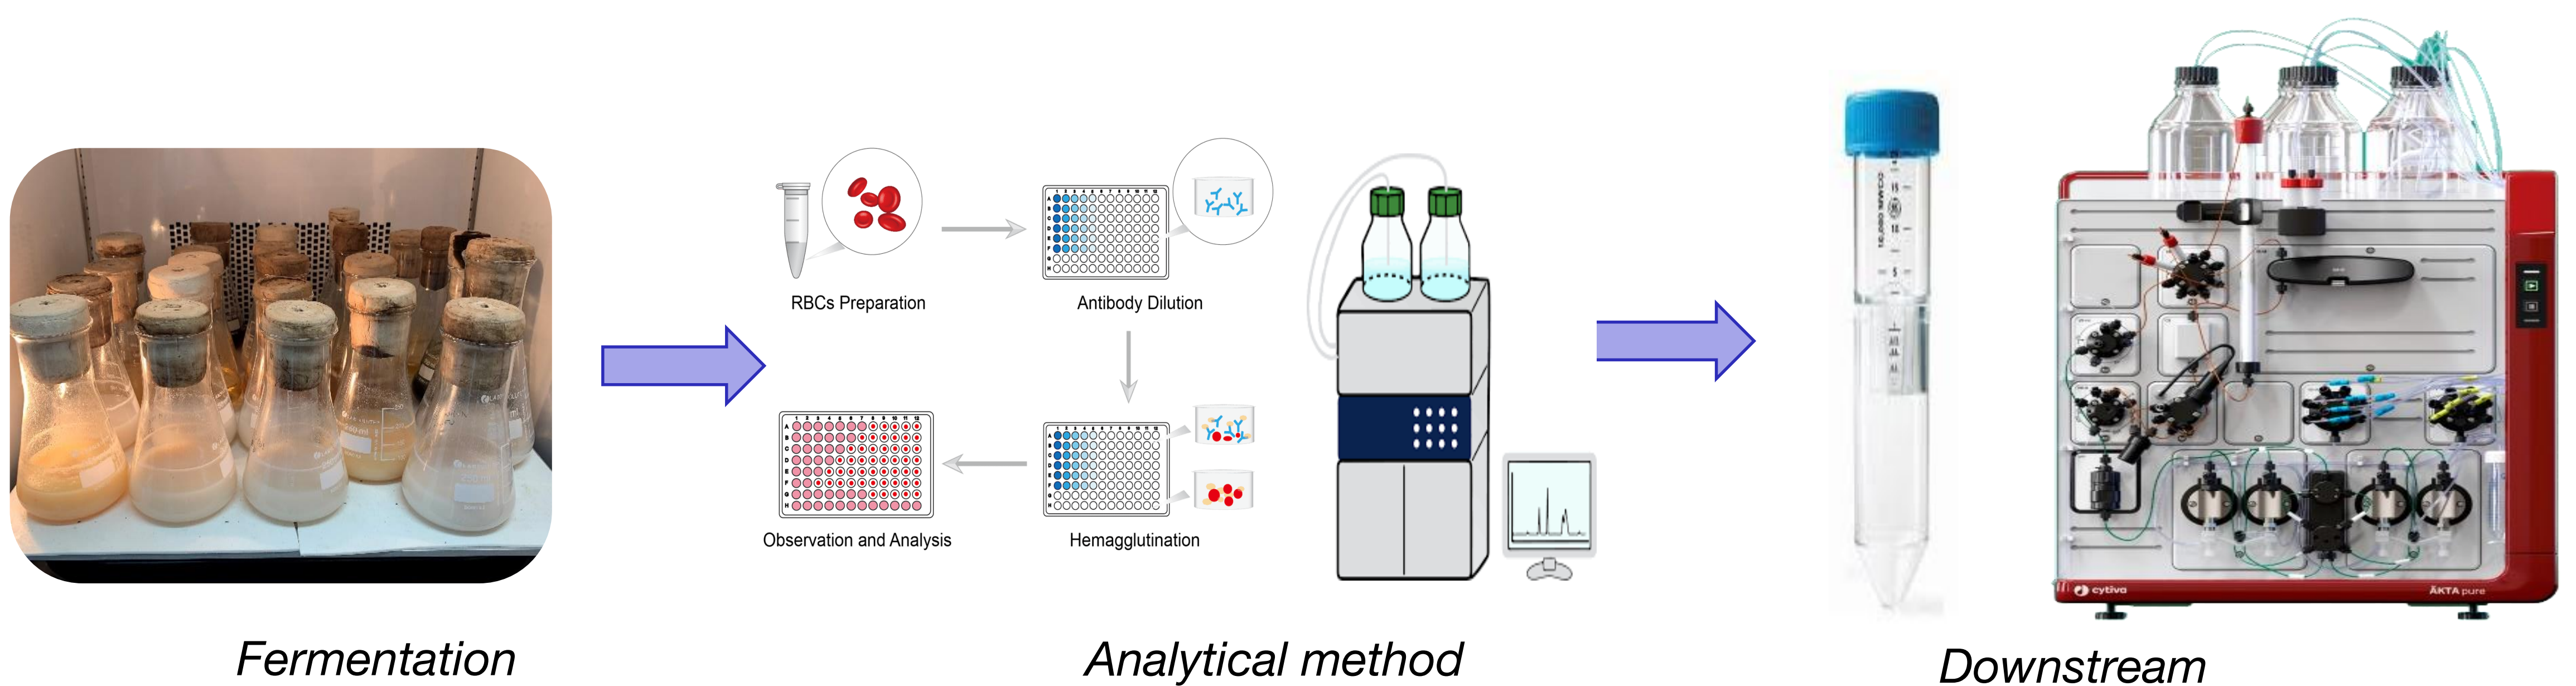 RBCs Preparation
Antibody Dilution
Observation and Analysis
Hemagglutination
cytiva
ÄKTA pure
Fermentation
Analytical method
Downstream